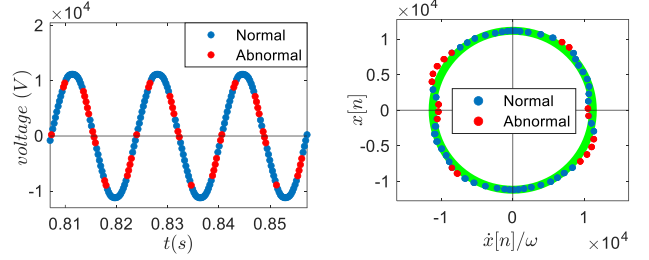 ×10⁴
2
1
0
-1
voltage (V)
Normal
Abnormal
0.81 0.82 0.83 0.84 0.85
t(s)
×10⁴
1
0.5
0
-0.5
-1
x[n]
Normal
Abnormal
-1 0 1
ẋ[n]/ω
×10⁴